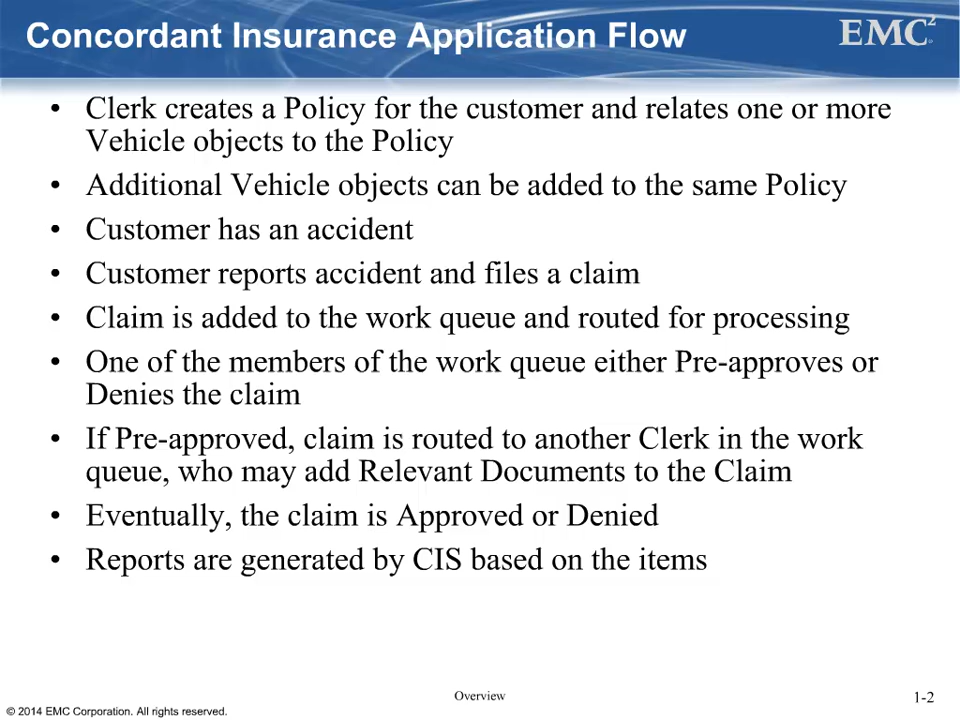 Concordant Insurance Application Flow
EMC²
• Clerk creates a Policy for the customer and relates one or more
Vehicle objects to the Policy
• Additional Vehicle objects can be added to the same Policy
• Customer has an accident
• Customer reports accident and files a claim
• Claim is added to the work queue and routed for processing
• One of the members of the work queue either Pre-approves or
Denies the claim
• If Pre-approved, claim is routed to another Clerk in the work
queue, who may add Relevant Documents to the Claim
• Eventually, the claim is Approved or Denied
• Reports are generated by CIS based on the items
Overview
1-2
© 2014 EMC Corporation. All rights reserved.